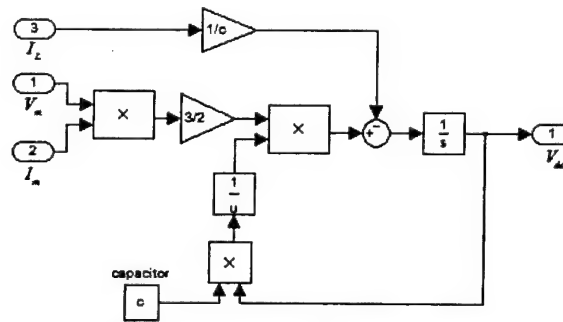 3
I_L
1/c
1
V_m
×
3/2
×
+
-
1
s
1
V_dc
2
I_m
1
u
×
capacitor
c